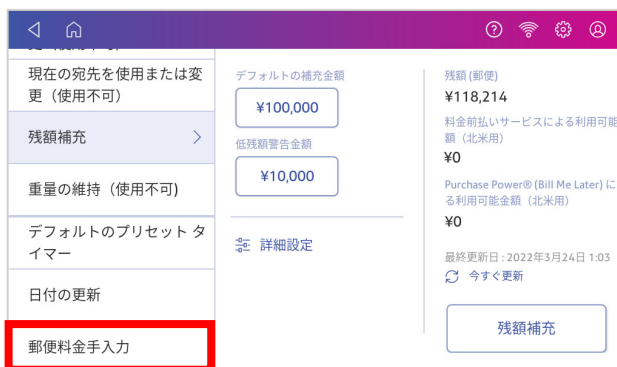 現在の宛先を使用または変
更（使用不可）
残額補充
重量の維持（使用不可)
デフォルトのプリセット タ
イマー
日付の更新
郵便料金手入力
デフォルトの補充金額
¥100,000
低残額警告金額
¥10,000
詳細設定
残額 (郵便)
¥118,214
料金前払いサービスによる利用可能
額（北米用）
¥0
Purchase Power® (Bill Me Later) に
る利用可能金額（北米用）
¥0
最終更新日 : 2022年3月24日 1:03
今すぐ更新
残額補充